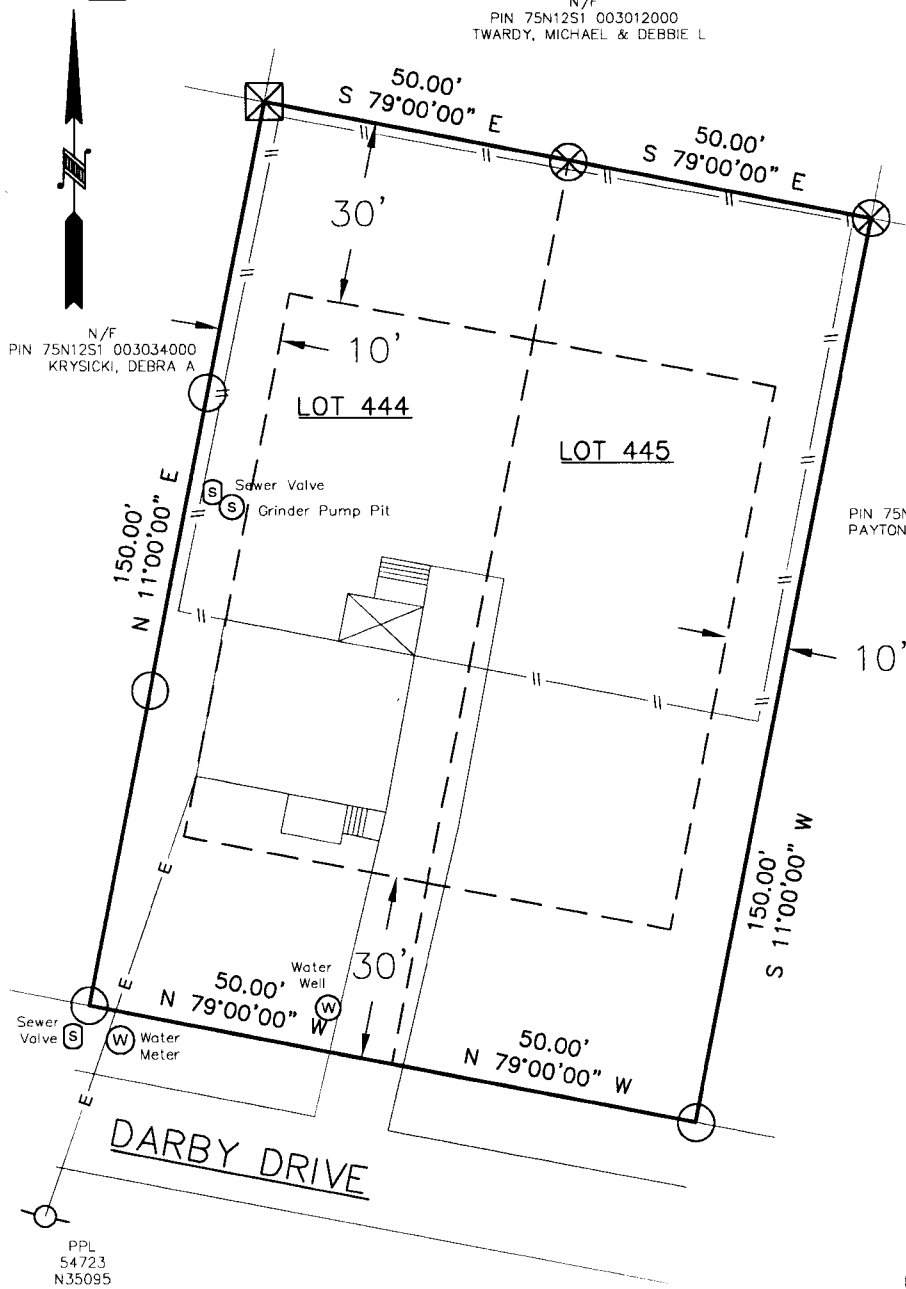 N/F
PIN 75N12S1 003012000
TWARDY, MICHAEL & DEBBIE L
50.00'
S 79°00'00" E
50.00'
S 79°00'00" E
30'
N/F
PIN 75N12S1 003034000
KRYSICKI, DEBRA A
10'
LOT 444
LOT 445
Sewer Valve
S
S
Grinder Pump Pit
150.00'
N 11°00'00" E
PIN 75N
PAYTON
10'
150.00'
S 11°00'00" W
E
E
E
30'
Water
Well
W
50.00'
N 79°00'00" W
50.00'
N 79°00'00" W
Sewer
Valve
S
W
Water
Meter
DARBY DRIVE
PPL
54723
N35095